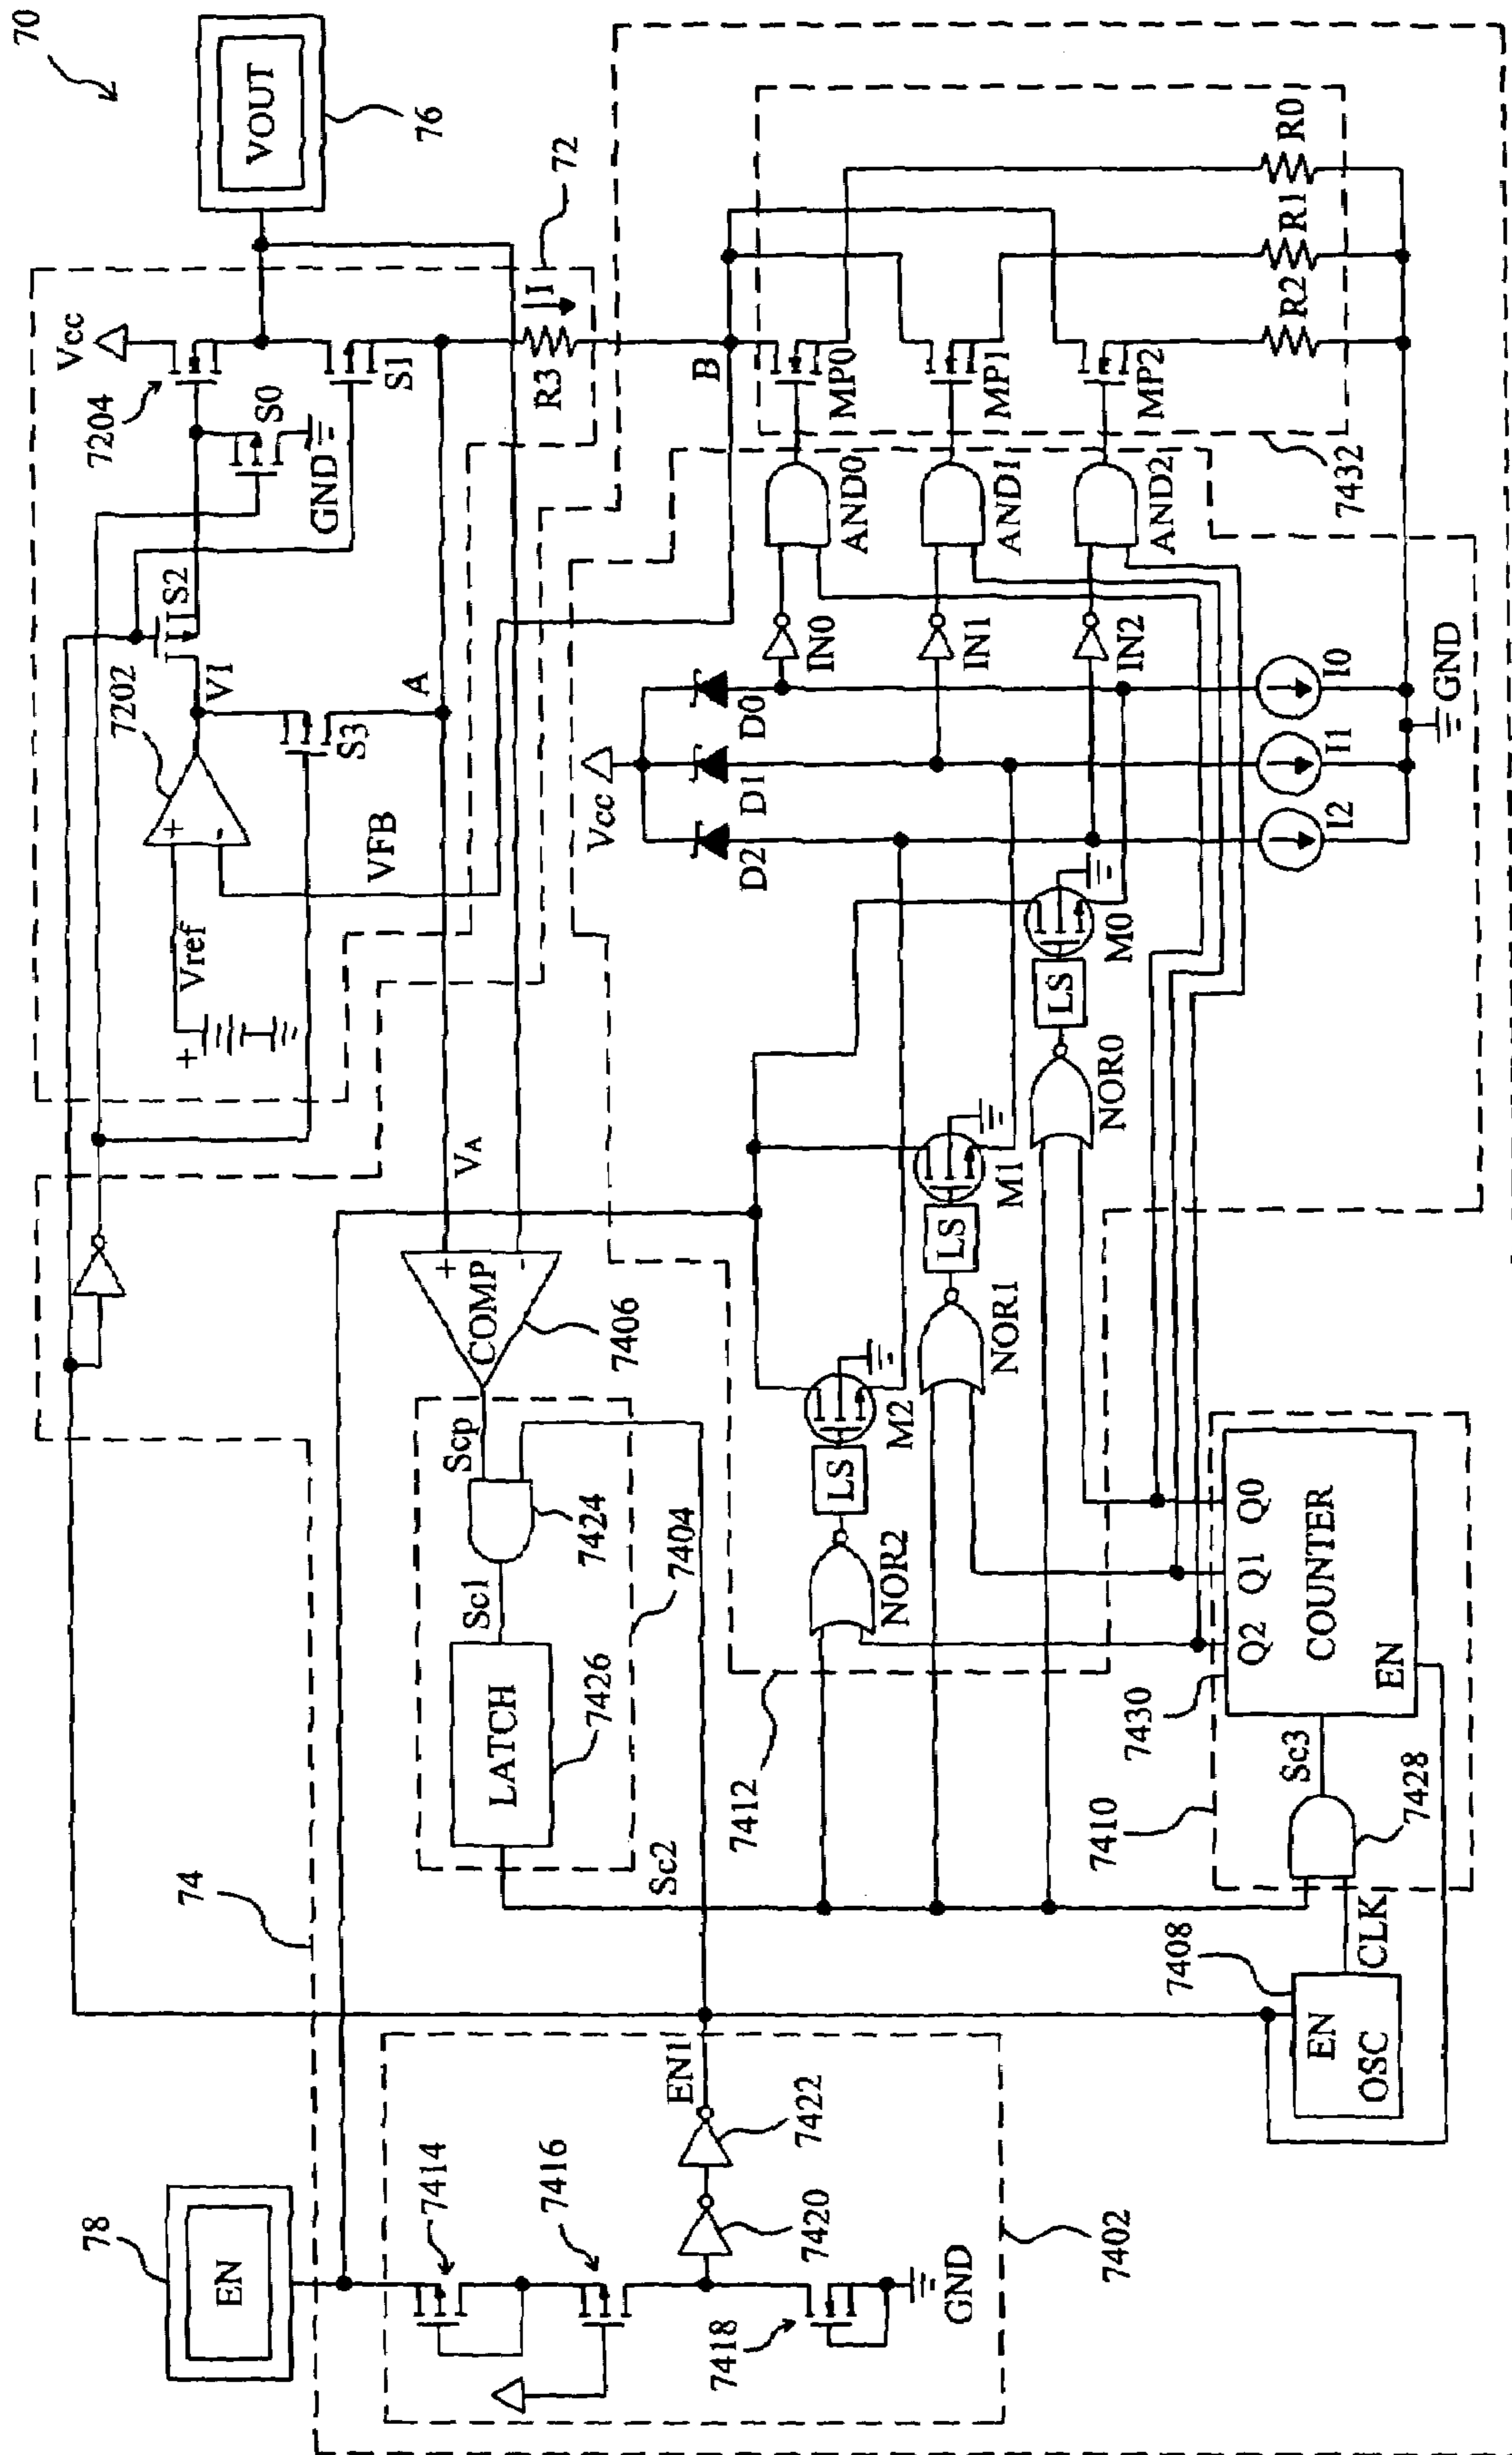 70
VOUT
76
Vcc
7204
S0
GND
S1
72
I
R3
S2
V1
7202
S3
A
Vref
+
+
-
VFB
VA
B
MP0
MP1
MP2
R2
R1
R0
7432
AND0
AND1
AND2
IN0
IN1
IN2
Vcc
D2
D1
D0
I2
I1
I0
GND
+
-
COMP
7406
Scp
7424
Sc1
LATCH
7426
7404
Sc2
LS
M2
NOR2
LS
M1
NOR1
LS
M0
NOR0
7412
7410
7430
Q2
Q1
Q0
COUNTER
EN
Sc3
7428
CLK
7408
EN
OSC
74
78
EN
7414
7416
7418
GND
7420
7422
EN1
7402